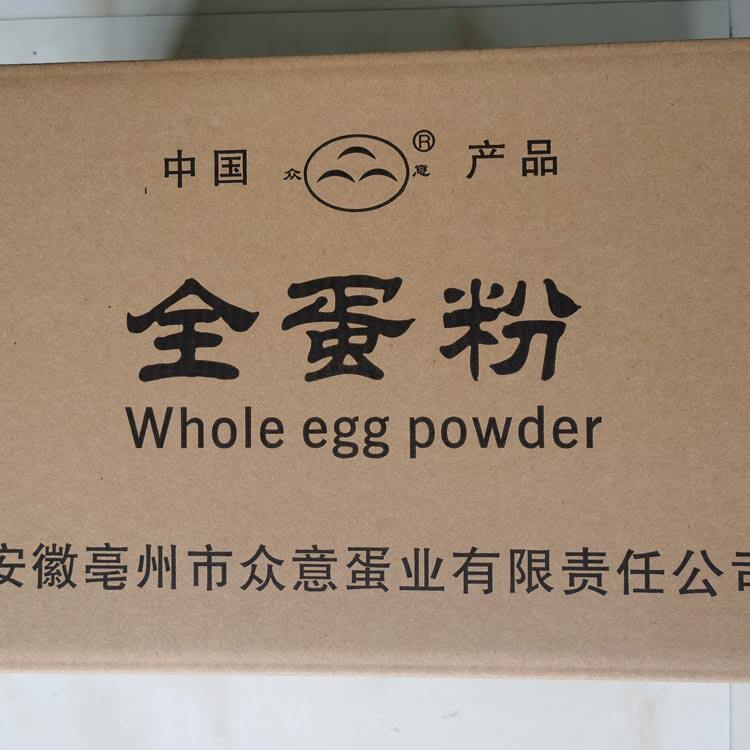 中国 众意 ® 产品
全蛋粉
Whole egg powder
安徽亳州市众意蛋业有限责任公司